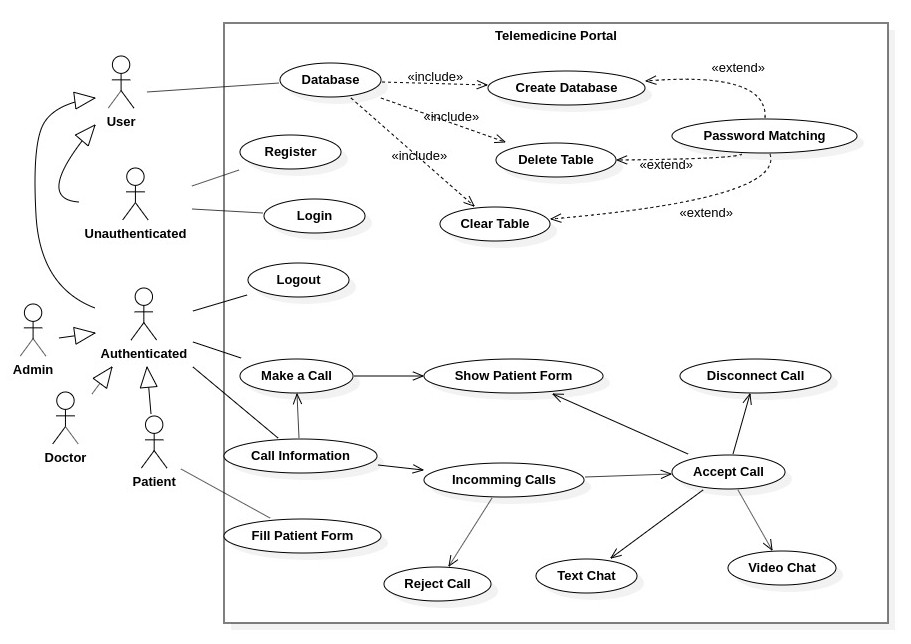 Telemedicine Portal
User
Database
«include»
Create Database
«extend»
«include»
Password Matching
Register
«include»
Delete Table
«extend»
Unauthenticated
Login
Clear Table
«extend»
Logout
Authenticated
Admin
Make a Call
Show Patient Form
Disconnect Call
Doctor
Call Information
Patient
Incomming Calls
Accept Call
Fill Patient Form
Reject Call
Text Chat
Video Chat